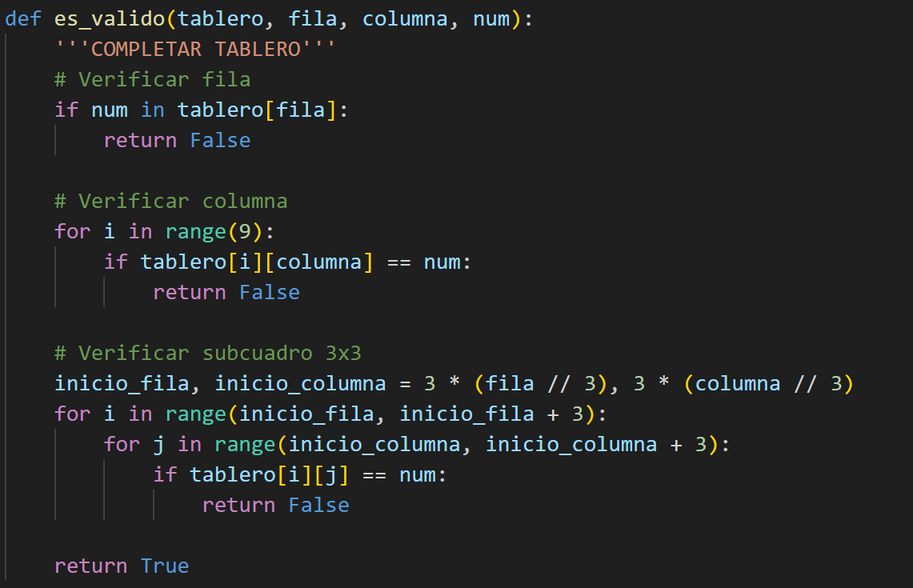 def es_valido(tablero, fila, columna, num):
    '''COMPLETAR TABLERO'''
    # Verificar fila
    if num in tablero[fila]:
        return False

    # Verificar columna
    for i in range(9):
        if tablero[i][columna] == num:
            return False

    # Verificar subcuadro 3x3
    inicio_fila, inicio_columna = 3 * (fila // 3), 3 * (columna // 3)
    for i in range(inicio_fila, inicio_fila + 3):
        for j in range(inicio_columna, inicio_columna + 3):
            if tablero[i][j] == num:
                return False

    return True